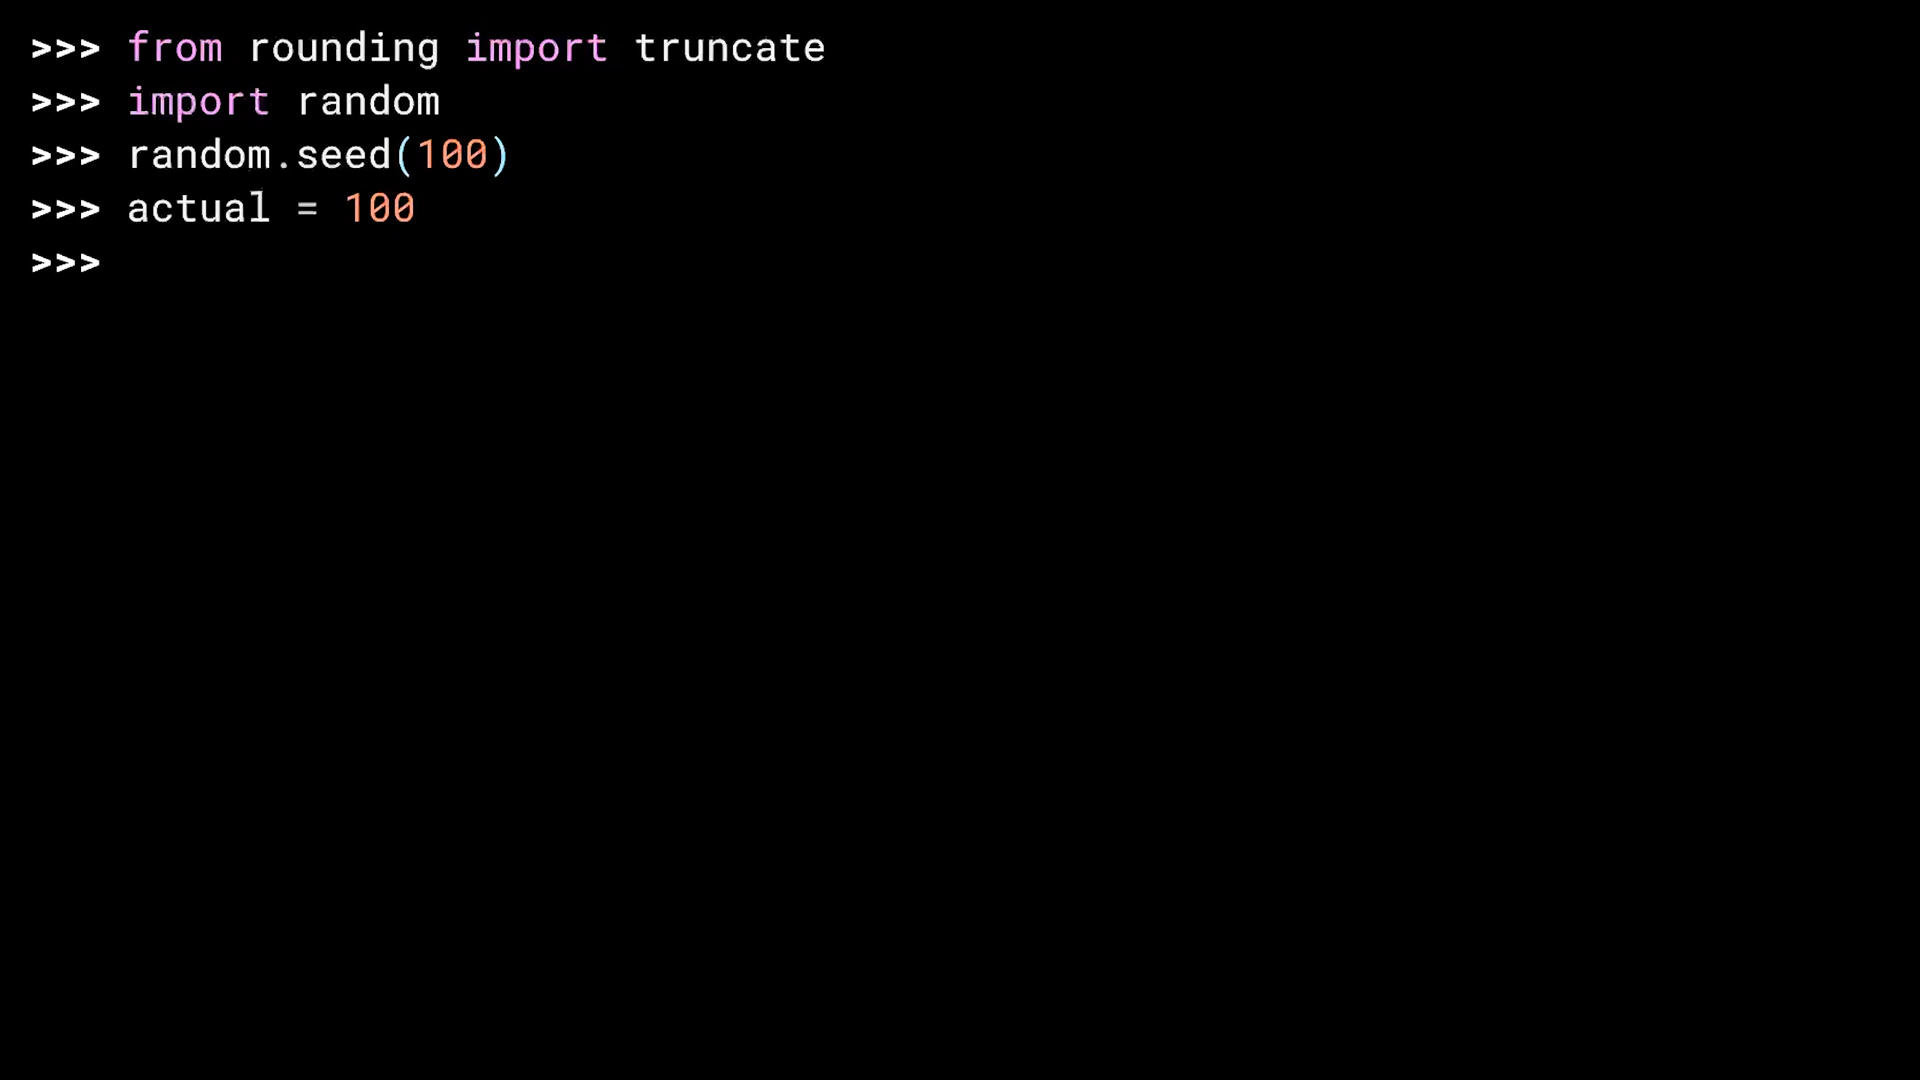 >>> from rounding import truncate
>>> import random
>>> random.seed(100)
>>> actual = 100
>>>